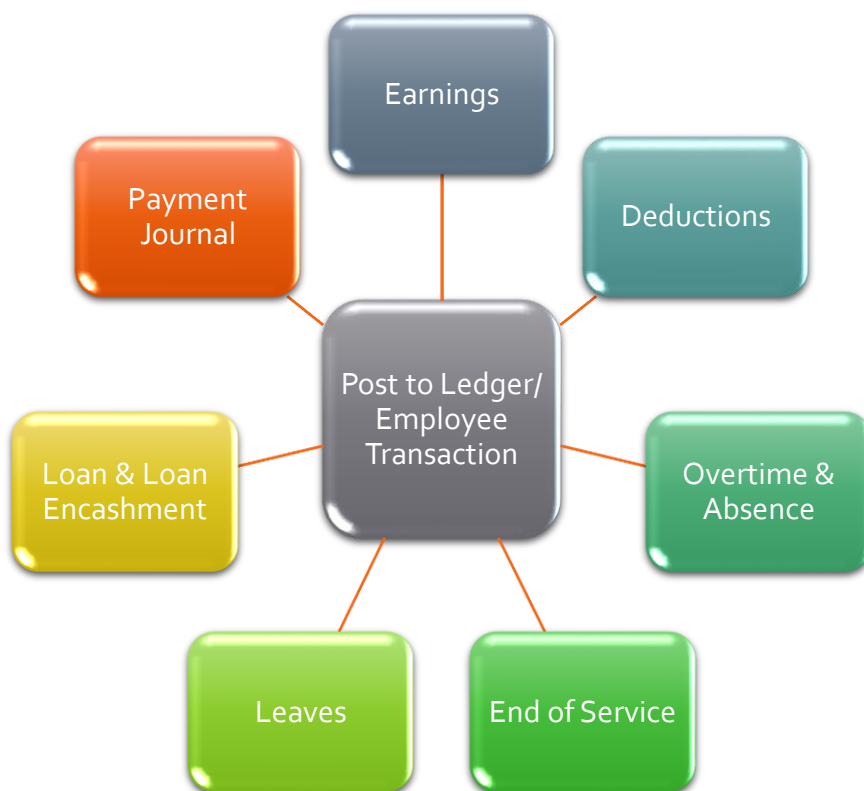 Earnings
Payment
Journal
Deductions
Post to Ledger/
Employee
Transaction
Loan & Loan
Encashment
Overtime &
Absence
Leaves
End of Service